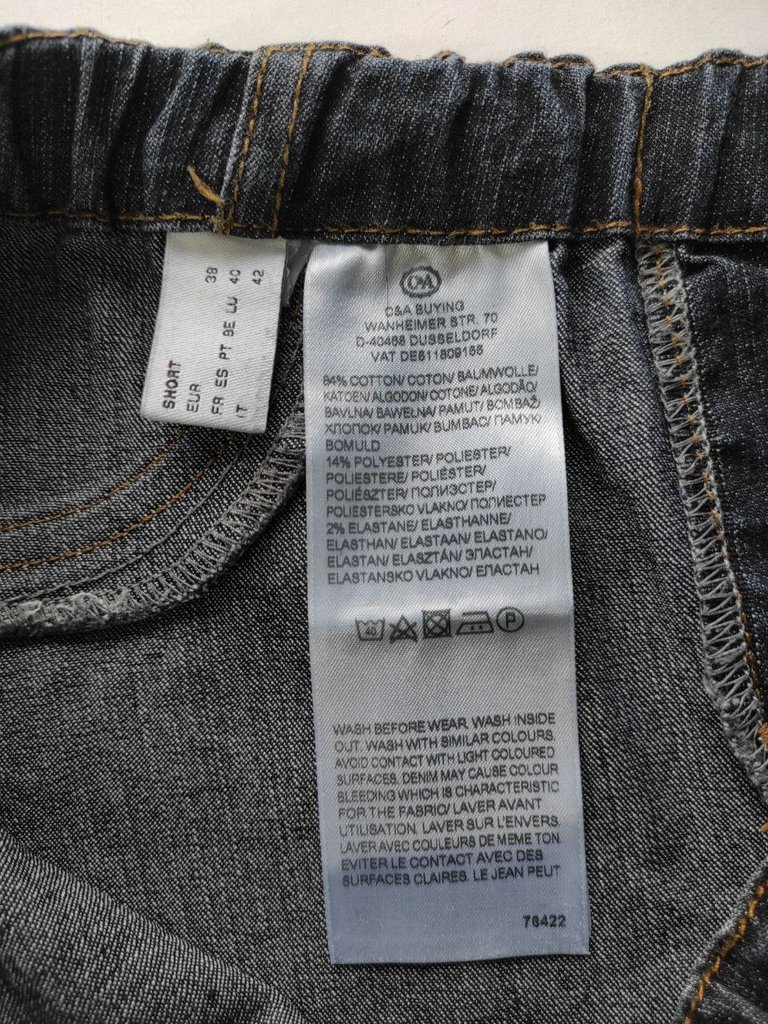 SHORT
EUR 38
FR ES PT BE LU 40
IT 42
C&A
C&A BUYING
WANHEIMER STR. 70
D-40468 DUSSELDORF
VAT DE811809155
84% COTTON/ COTON/ BAUMWOLLE/
KATOEN/ ALGODON/ COTONE/ ALGODÃO/
BAVLNA/ BAWEŁNA/ PAMUT/ BOMBAŽ/
ХЛОПОК/ PAMUK/ BUMBAC/ ПАМУК/
BOMULD
14% POLYESTER/ POLIESTER/
POLIESTERE/ POLIÉSTER/
POLIÉSZTER/ ПОЛИЭСТЕР/
POLIESTERSKO VLAKNO/ ПОЛИЕСТЕР
2% ELASTANE/ ELASTHANNE/
ELASTHAN/ ELASTAAN/ ELASTANO/
ELASTAN/ ELASZTÁN/ ЭЛАСТАН/
ELASTANSKO VLAKNO/ ЕЛАСТАН
40 P
WASH BEFORE WEAR. WASH INSIDE
OUT. WASH WITH SIMILAR COLOURS.
AVOID CONTACT WITH LIGHT COLOURED
SURFACES. DENIM MAY CAUSE COLOUR
BLEEDING WHICH IS CHARACTERISTIC
FOR THE FABRIC/ LAVER AVANT
UTILISATION. LAVER SUR L'ENVERS.
LAVER AVEC COULEURS DE MEME TON.
EVITER LE CONTACT AVEC DES
SURFACES CLAIRES. LE JEAN PEUT
78422